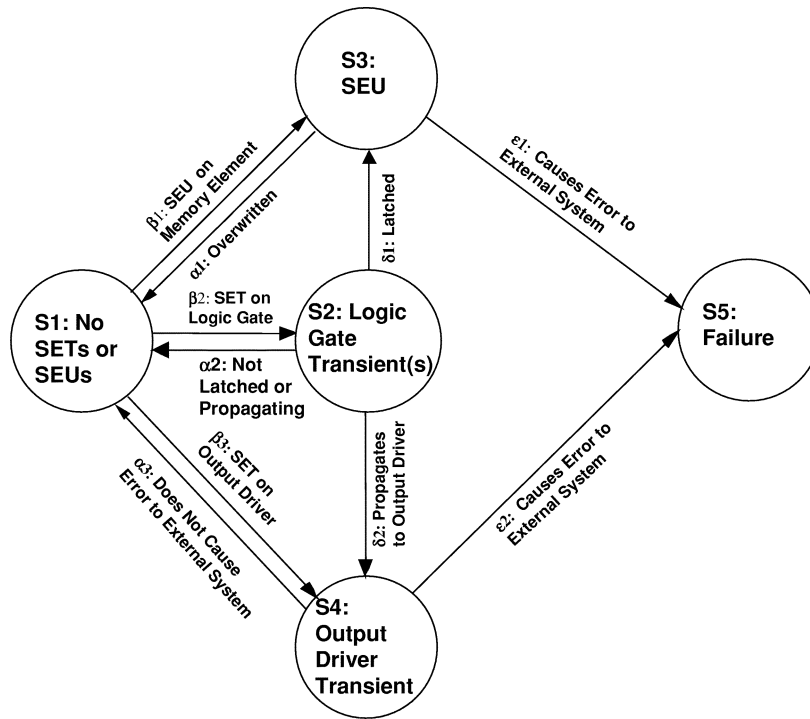 S3:
SEU
β1: SEU on
Memory Element
α1: Overwritten
δ1: Latched
ε1: Causes Error to
External System
S1: No
SETs or
SEUs
β2: SET on
Logic Gate
α2: Not
Latched or
Propagating
S2: Logic
Gate
Transient(s)
S5:
Failure
β3: SET on
Output Driver
α3: Does Not Cause
Error to External System
δ2: Propagates
to Output Driver
ε2: Causes Error to
External System
S4:
Output
Driver
Transient